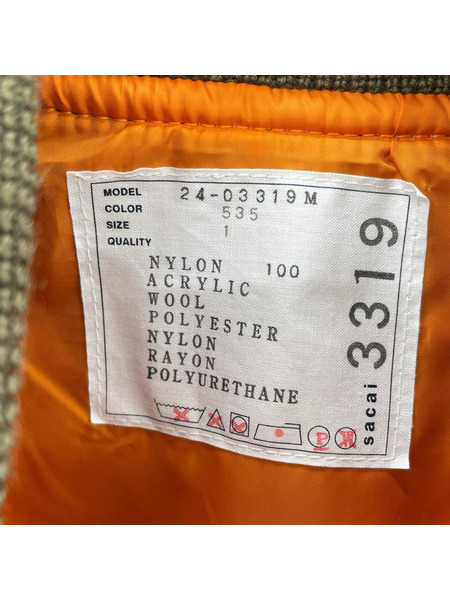 MODEL 24-03319M
COLOR 535
SIZE 1
QUALITY
NYLON 100
ACRYLIC
WOOL
POLYESTER
NYLON
RAYON
POLYURETHANE
P
sacai 3319